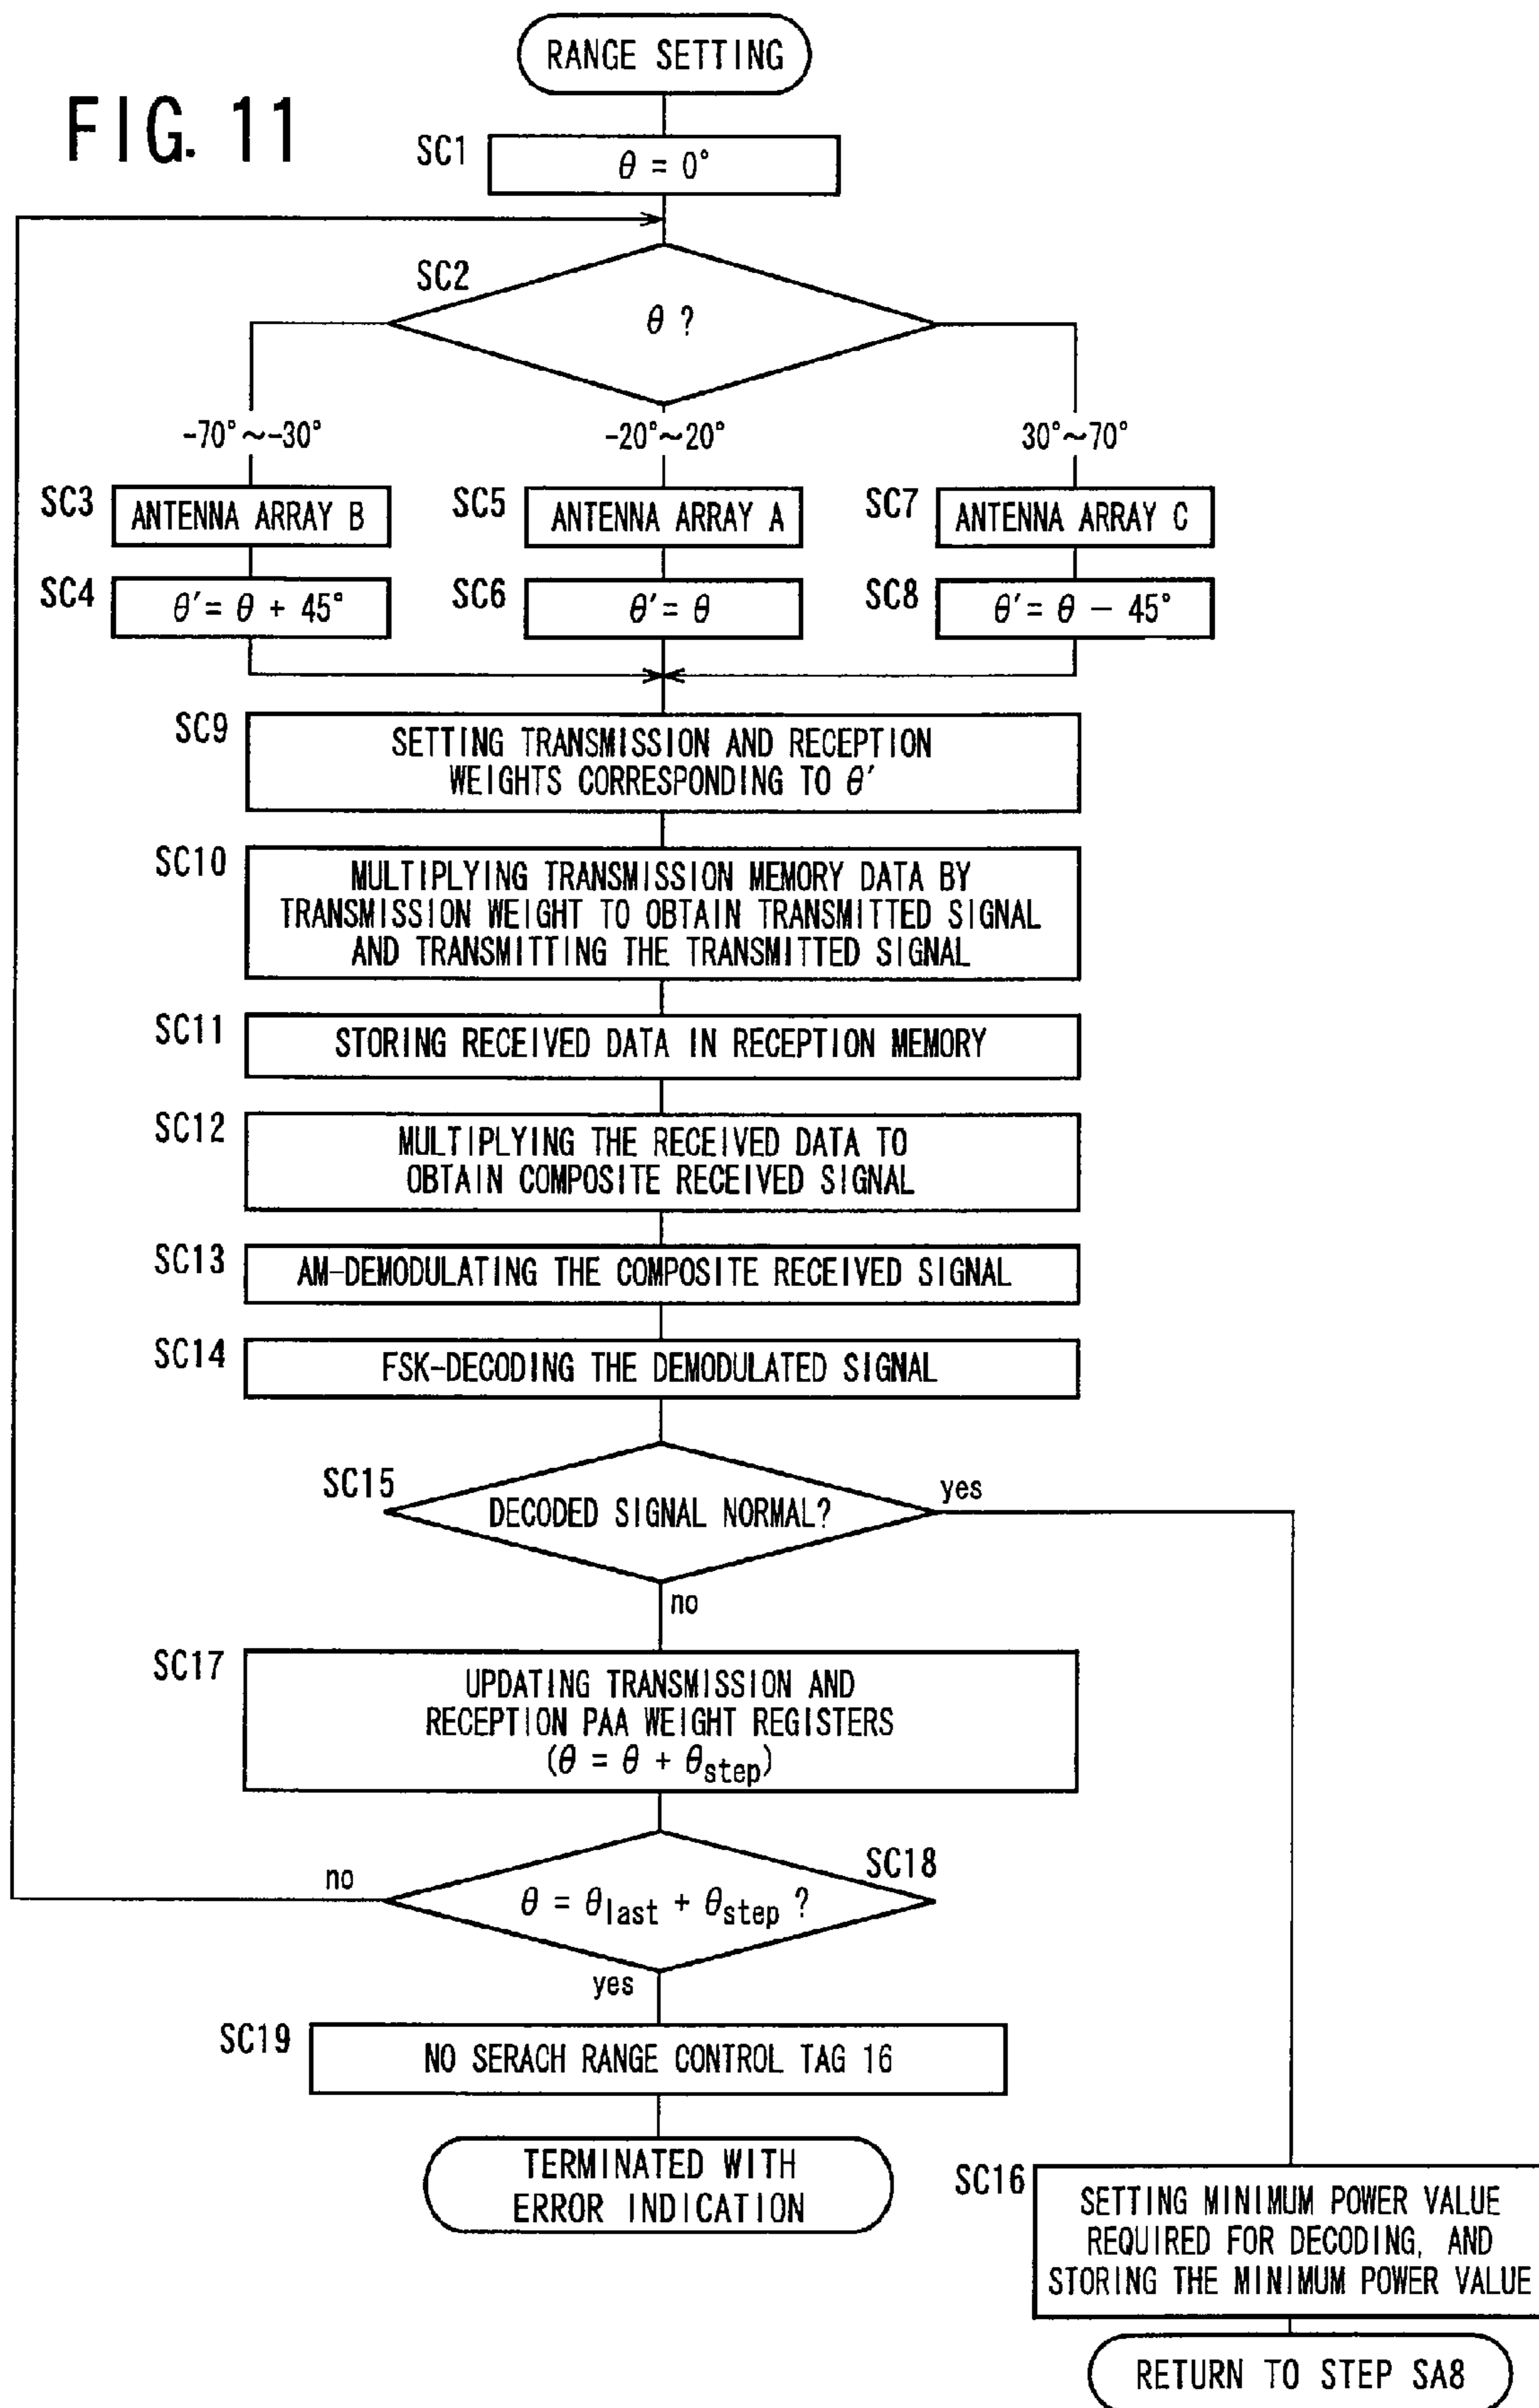 RANGE SETTING
FIG. 11
SC1
θ = 0°
SC2
θ ?
-70°~-30°
-20°~20°
30°~70°
SC3
ANTENNA ARRAY B
SC5
ANTENNA ARRAY A
SC7
ANTENNA ARRAY C
SC4
θ' = θ + 45°
SC6
θ' = θ
SC8
θ' = θ − 45°
SC9
SETTING TRANSMISSION AND RECEPTION
WEIGHTS CORRESPONDING TO θ'
SC10
MULTIPLYING TRANSMISSION MEMORY DATA BY
TRANSMISSION WEIGHT TO OBTAIN TRANSMITTED SIGNAL
AND TRANSMITTING THE TRANSMITTED SIGNAL
SC11
STORING RECEIVED DATA IN RECEPTION MEMORY
SC12
MULTIPLYING THE RECEIVED DATA TO
OBTAIN COMPOSITE RECEIVED SIGNAL
SC13
AM-DEMODULATING THE COMPOSITE RECEIVED SIGNAL
SC14
FSK-DECODING THE DEMODULATED SIGNAL
SC15
DECODED SIGNAL NORMAL?
yes
no
SC17
UPDATING TRANSMISSION AND
RECEPTION PAA WEIGHT REGISTERS
(θ = θ + θstep)
SC18
no
θ = θlast + θstep ?
yes
SC19
NO SERACH RANGE CONTROL TAG 16
TERMINATED WITH
ERROR INDICATION
SC16
SETTING MINIMUM POWER VALUE
REQUIRED FOR DECODING, AND
STORING THE MINIMUM POWER VALUE
RETURN TO STEP SA8